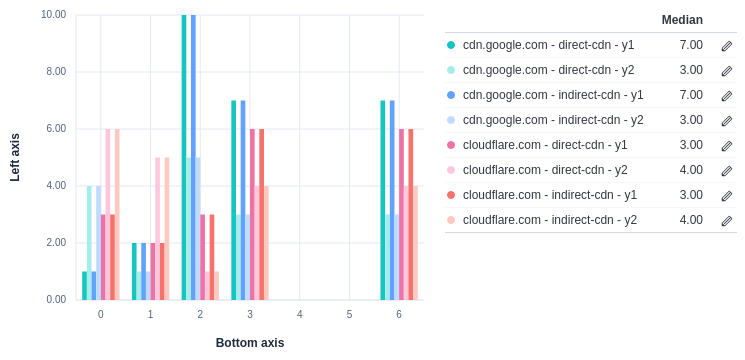 10.00
8.00
6.00
4.00
2.00
0.00
Left axis
0 1 2 3 4 5 6
Bottom axis
Median
cdn.google.com - direct-cdn - y1 7.00
cdn.google.com - direct-cdn - y2 3.00
cdn.google.com - indirect-cdn - y1 7.00
cdn.google.com - indirect-cdn - y2 3.00
cloudflare.com - direct-cdn - y1 3.00
cloudflare.com - direct-cdn - y2 4.00
cloudflare.com - indirect-cdn - y1 3.00
cloudflare.com - indirect-cdn - y2 4.00